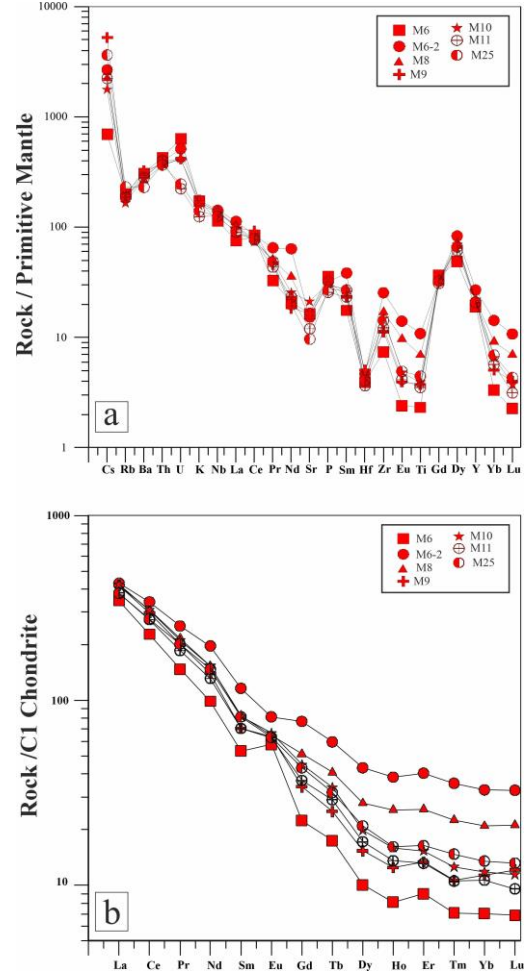 10000
1000
100
10
1
Rock / Primitive Mantle
M6
M6-2
M8
M9
M10
M11
M25
a
Cs Rb Ba Th U K Nb La Ce Pr Nd Sr P Sm Hf Zr Eu Ti Gd Dy Y Yb Lu
1000
100
10
Rock /C1 Chondrite
M6
M6-2
M8
M9
M10
M11
M25
b
La Ce Pr Nd Sm Eu Gd Tb Dy Ho Er Tm Yb Lu